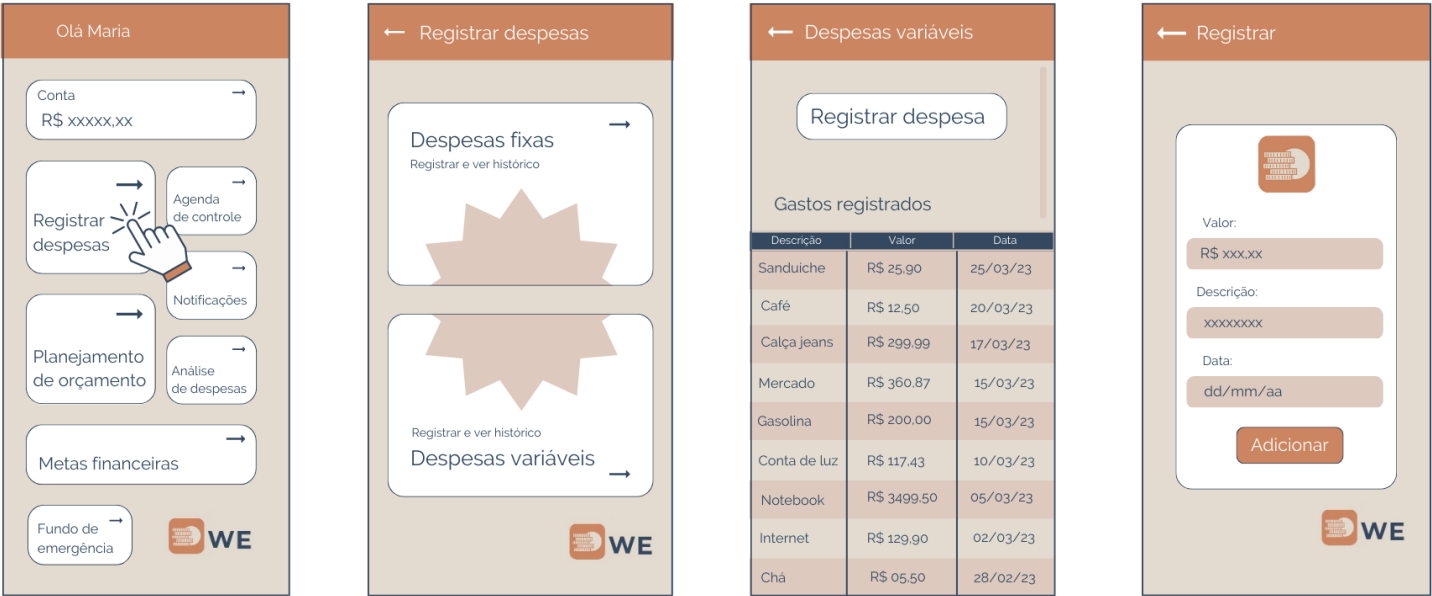 Olá Maria
Conta
R$ xxxxx,xx
Registrar
despesas
Agenda
de controle
Notificações
Planejamento
de orçamento
Análise
de despesas
Metas financeiras
Fundo de
emergência
WE
Registrar despesas
Despesas fixas
Registrar e ver histórico
Registrar e ver histórico
Despesas variáveis
WE
Despesas variáveis
Registrar despesa
Gastos registrados
Descrição Valor Data
Sanduiche R$ 25,90 25/03/23
Café R$ 12,50 20/03/23
Calça jeans R$ 299,99 17/03/23
Mercado R$ 360,87 15/03/23
Gasolina R$ 200,00 15/03/23
Conta de luz R$ 117,43 10/03/23
Notebook R$ 3499,50 05/03/23
Internet R$ 129,90 02/03/23
Chá R$ 05,50 28/02/23
Registrar
Valor:
R$ xxx,xx
Descrição:
xxxxxxxx
Data:
dd/mm/aa
Adicionar
WE